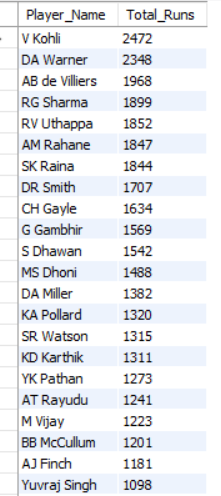 Player_Name Total_Runs
V Kohli 2472
DA Warner 2348
AB de Villiers 1968
RG Sharma 1899
RV Uthappa 1852
AM Rahane 1847
SK Raina 1844
DR Smith 1707
CH Gayle 1634
G Gambhir 1569
S Dhawan 1542
MS Dhoni 1488
DA Miller 1382
KA Pollard 1320
SR Watson 1315
KD Karthik 1311
YK Pathan 1273
AT Rayudu 1241
M Vijay 1223
BB McCullum 1201
AJ Finch 1181
Yuvraj Singh 1098